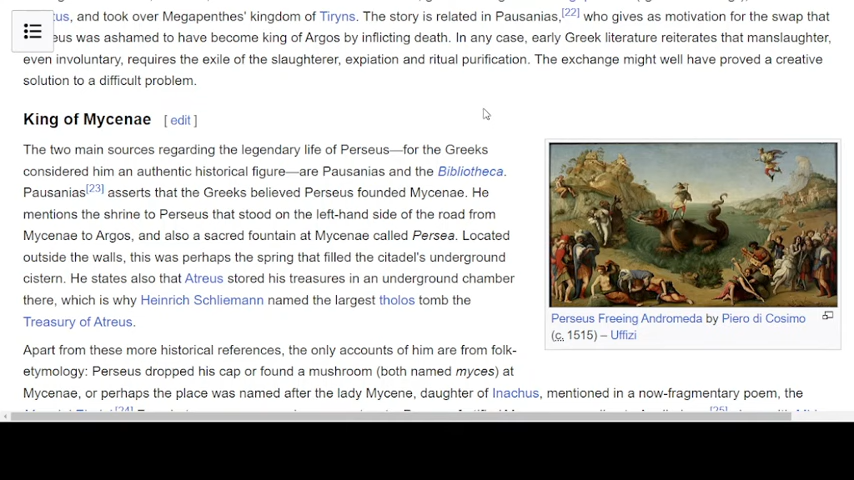 and took over Megapenthes' kingdom of Tiryns. The story is related in Pausanias,[22] who gives as motivation for the swap that
was ashamed to have become king of Argos by inflicting death. In any case, early Greek literature reiterates that manslaughter,
even involuntary, requires the exile of the slaughterer, expiation and ritual purification. The exchange might well have proved a creative
solution to a difficult problem.
King of Mycenae [ edit ]
The two main sources regarding the legendary life of Perseus—for the Greeks
considered him an authentic historical figure—are Pausanias and the Bibliotheca.
Pausanias[23] asserts that the Greeks believed Perseus founded Mycenae. He
mentions the shrine to Perseus that stood on the left-hand side of the road from
Mycenae to Argos, and also a sacred fountain at Mycenae called Persea. Located
outside the walls, this was perhaps the spring that filled the citadel's underground
cistern. He states also that Atreus stored his treasures in an underground chamber
there, which is why Heinrich Schliemann named the largest tholos tomb the
Treasury of Atreus.
Perseus Freeing Andromeda by Piero di Cosimo
(c. 1515) – Uffizi
Apart from these more historical references, the only accounts of him are from folk-
etymology: Perseus dropped his cap or found a mushroom (both named myces) at
Mycenae, or perhaps the place was named after the lady Mycene, daughter of Inachus, mentioned in a now-fragmentary poem, the
[24]
[25]